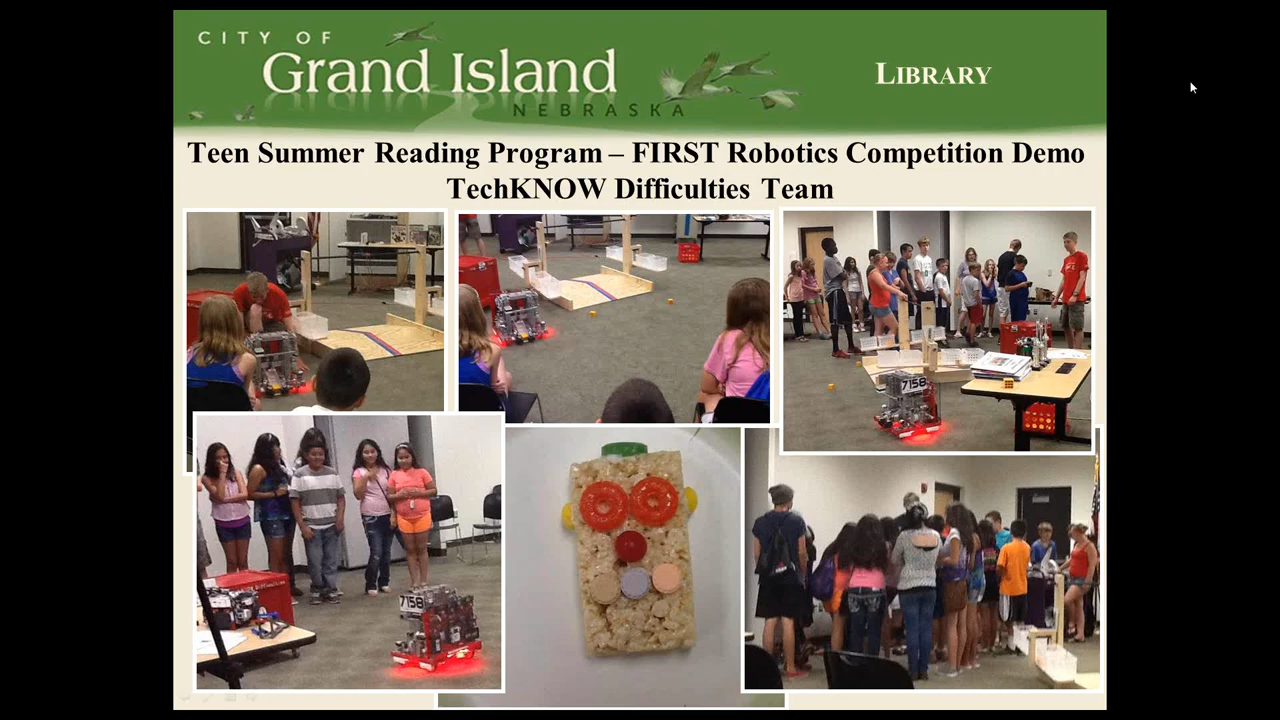 CITY OF
Grand Island
NEBRASKA
LIBRARY
Teen Summer Reading Program – FIRST Robotics Competition Demo
TechKNOW Difficulties Team
7158
7158
Difficulties